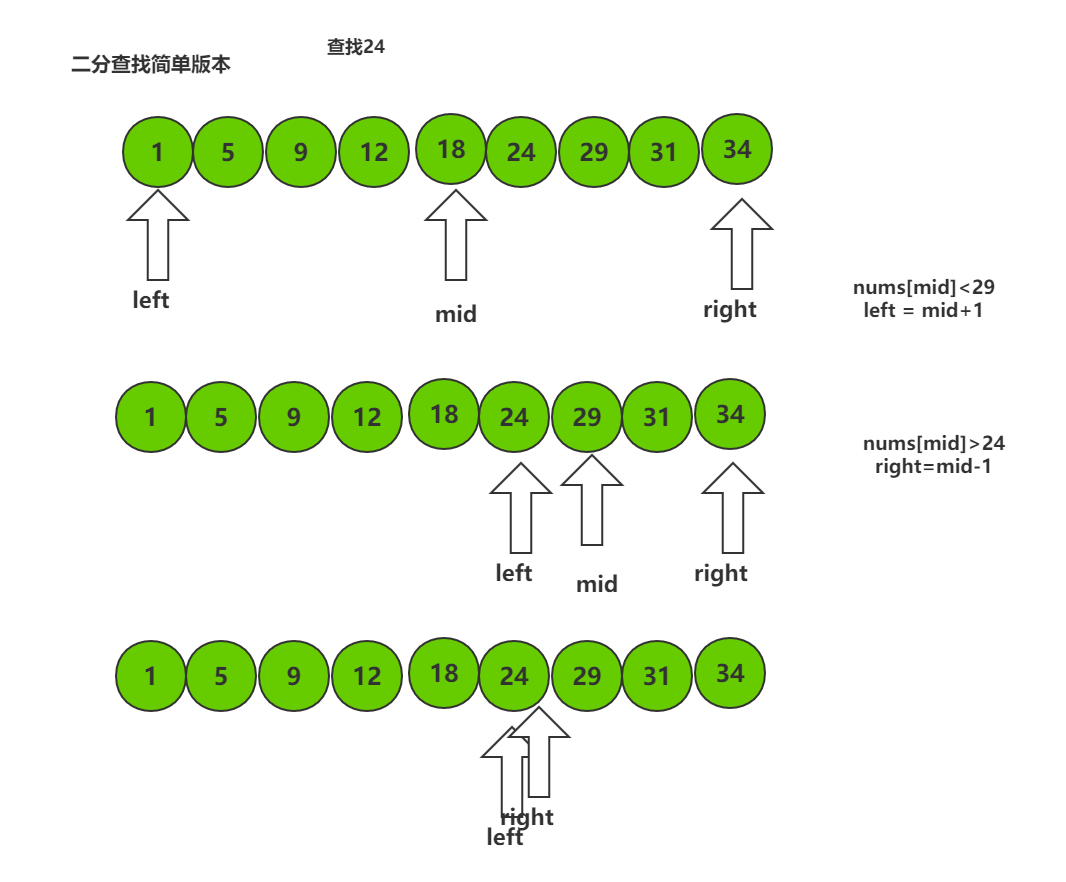 查找24
二分查找简单版本
1 5 9 12 18 24 29 31 34
left
mid
right
nums[mid]<29
left = mid+1
1 5 9 12 18 24 29 31 34
nums[mid]>24
right=mid-1
left
mid
right
1 5 9 12 18 24 29 31 34
right
left